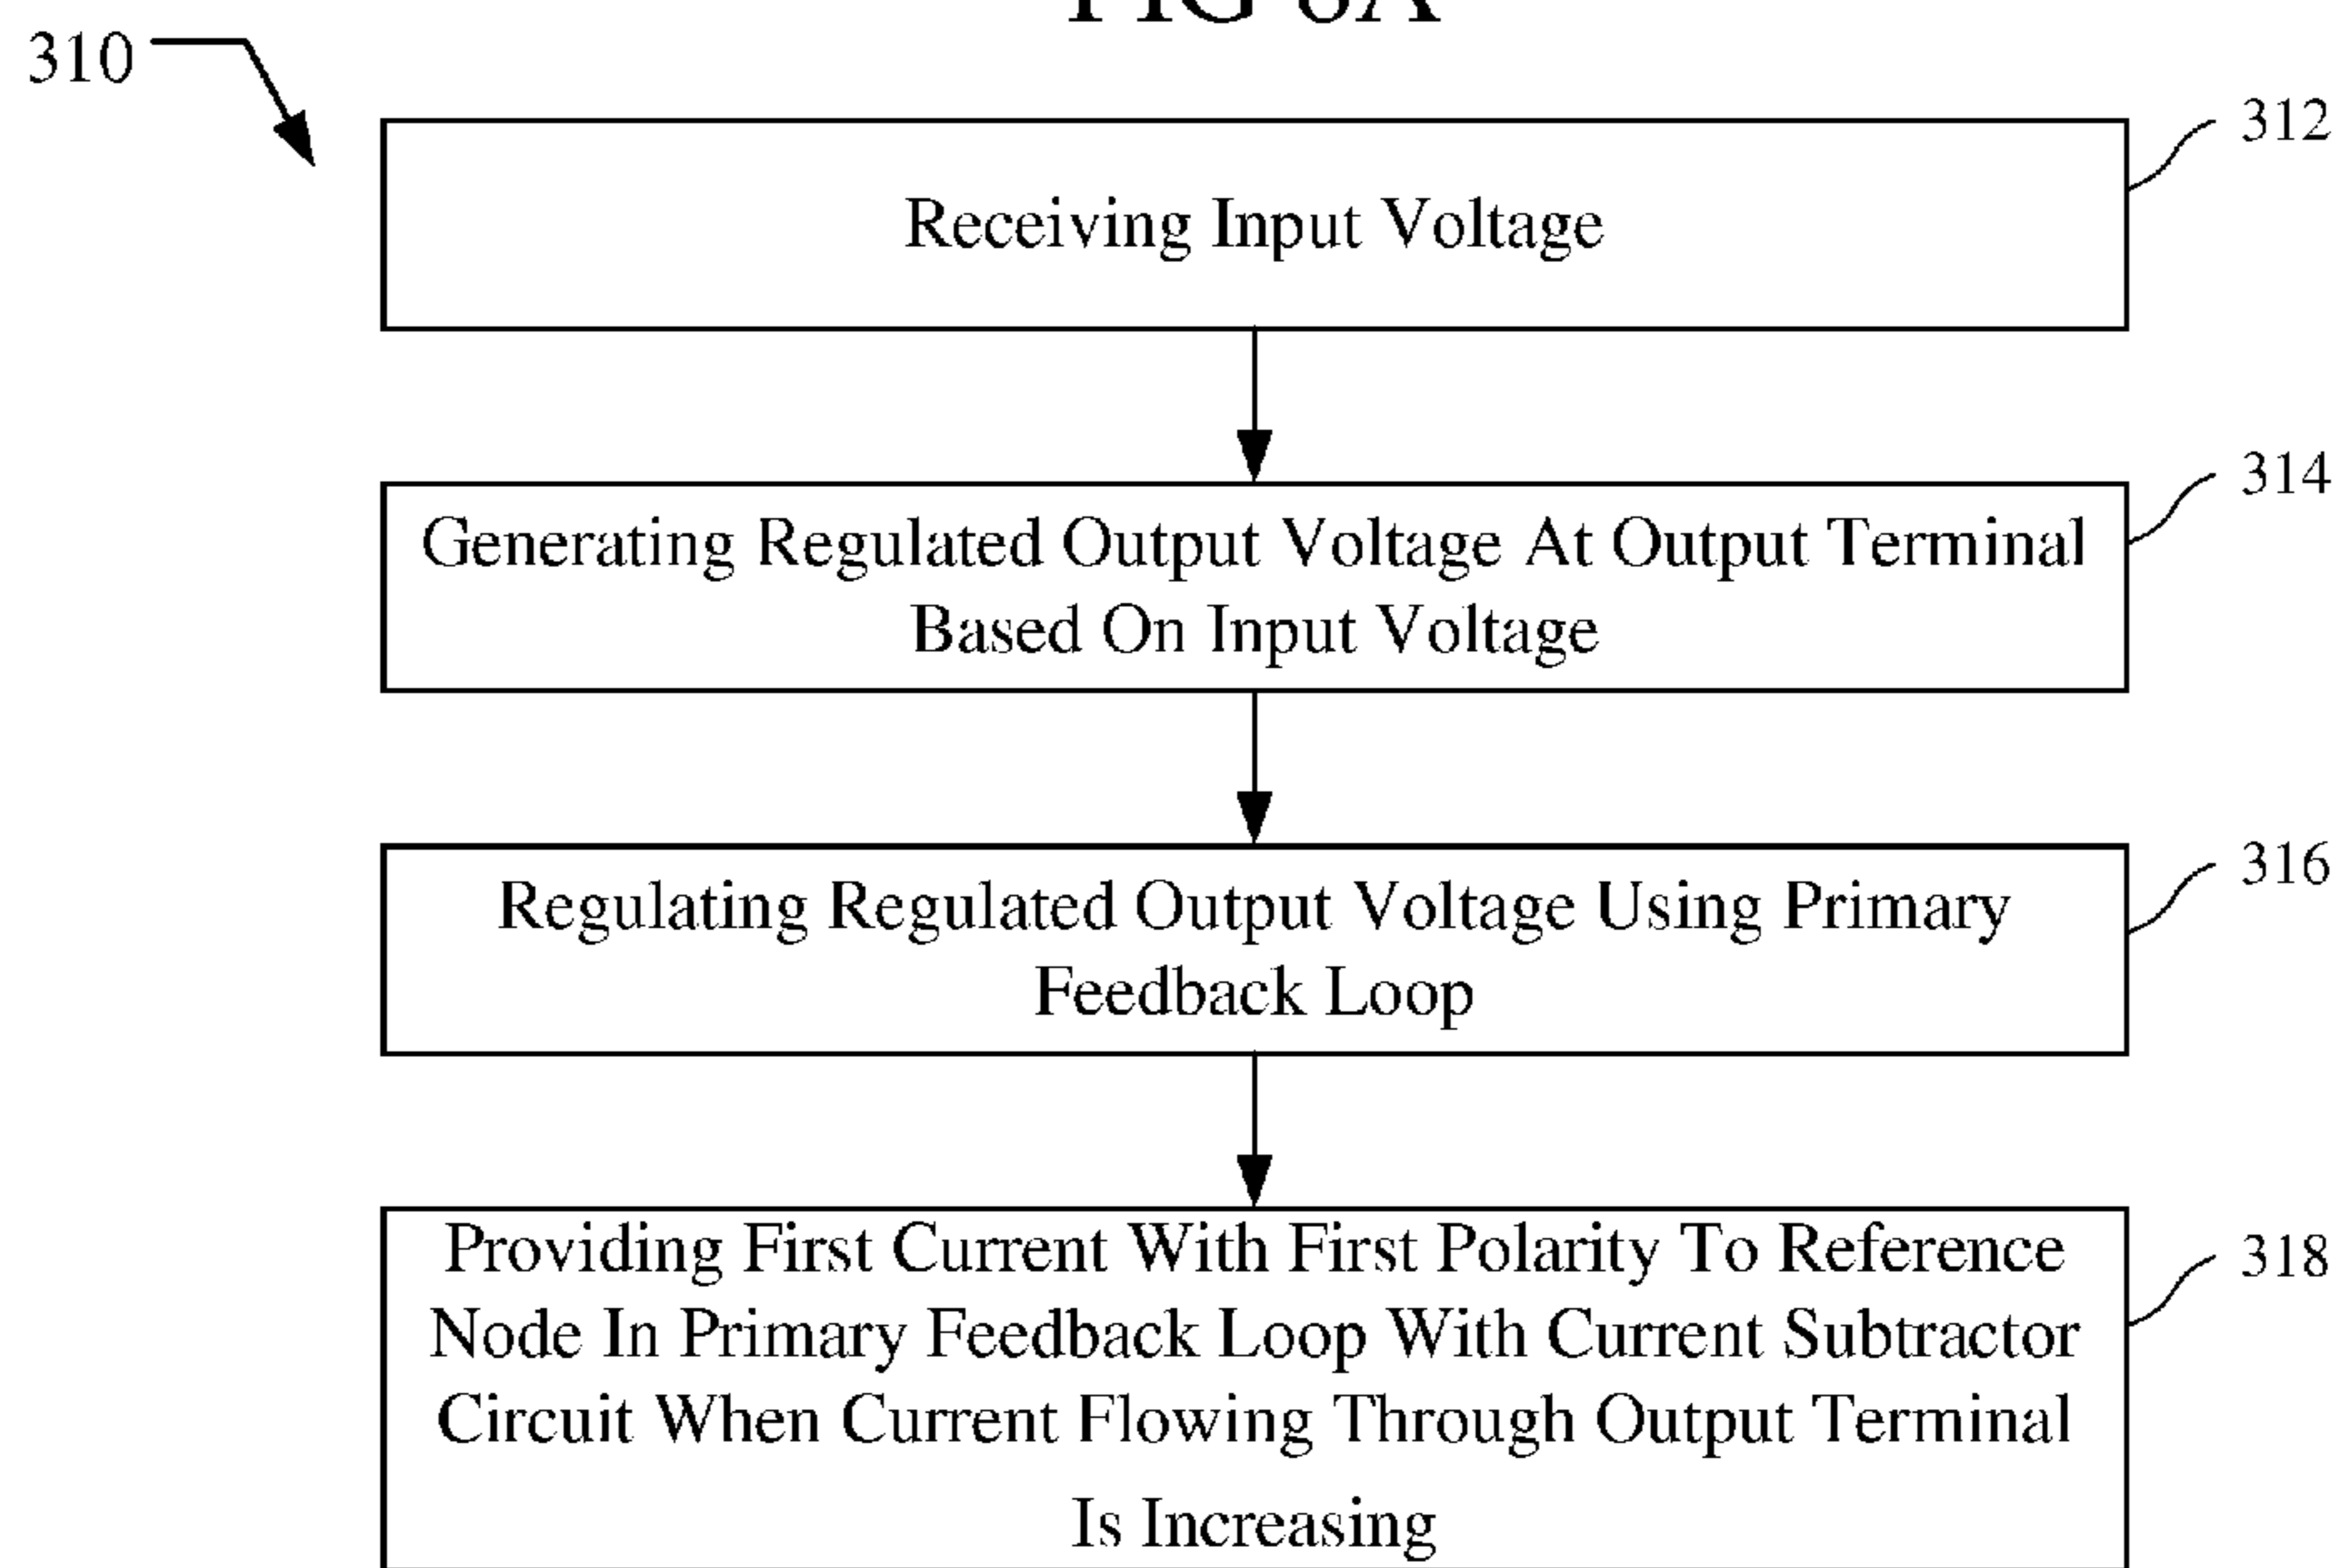 310
312
Receiving Input Voltage
314
Generating Regulated Output Voltage At Output Terminal
Based On Input Voltage
316
Regulating Regulated Output Voltage Using Primary
Feedback Loop
318
Providing First Current With First Polarity To Reference
Node In Primary Feedback Loop With Current Subtractor
Circuit When Current Flowing Through Output Terminal
Is Increasing